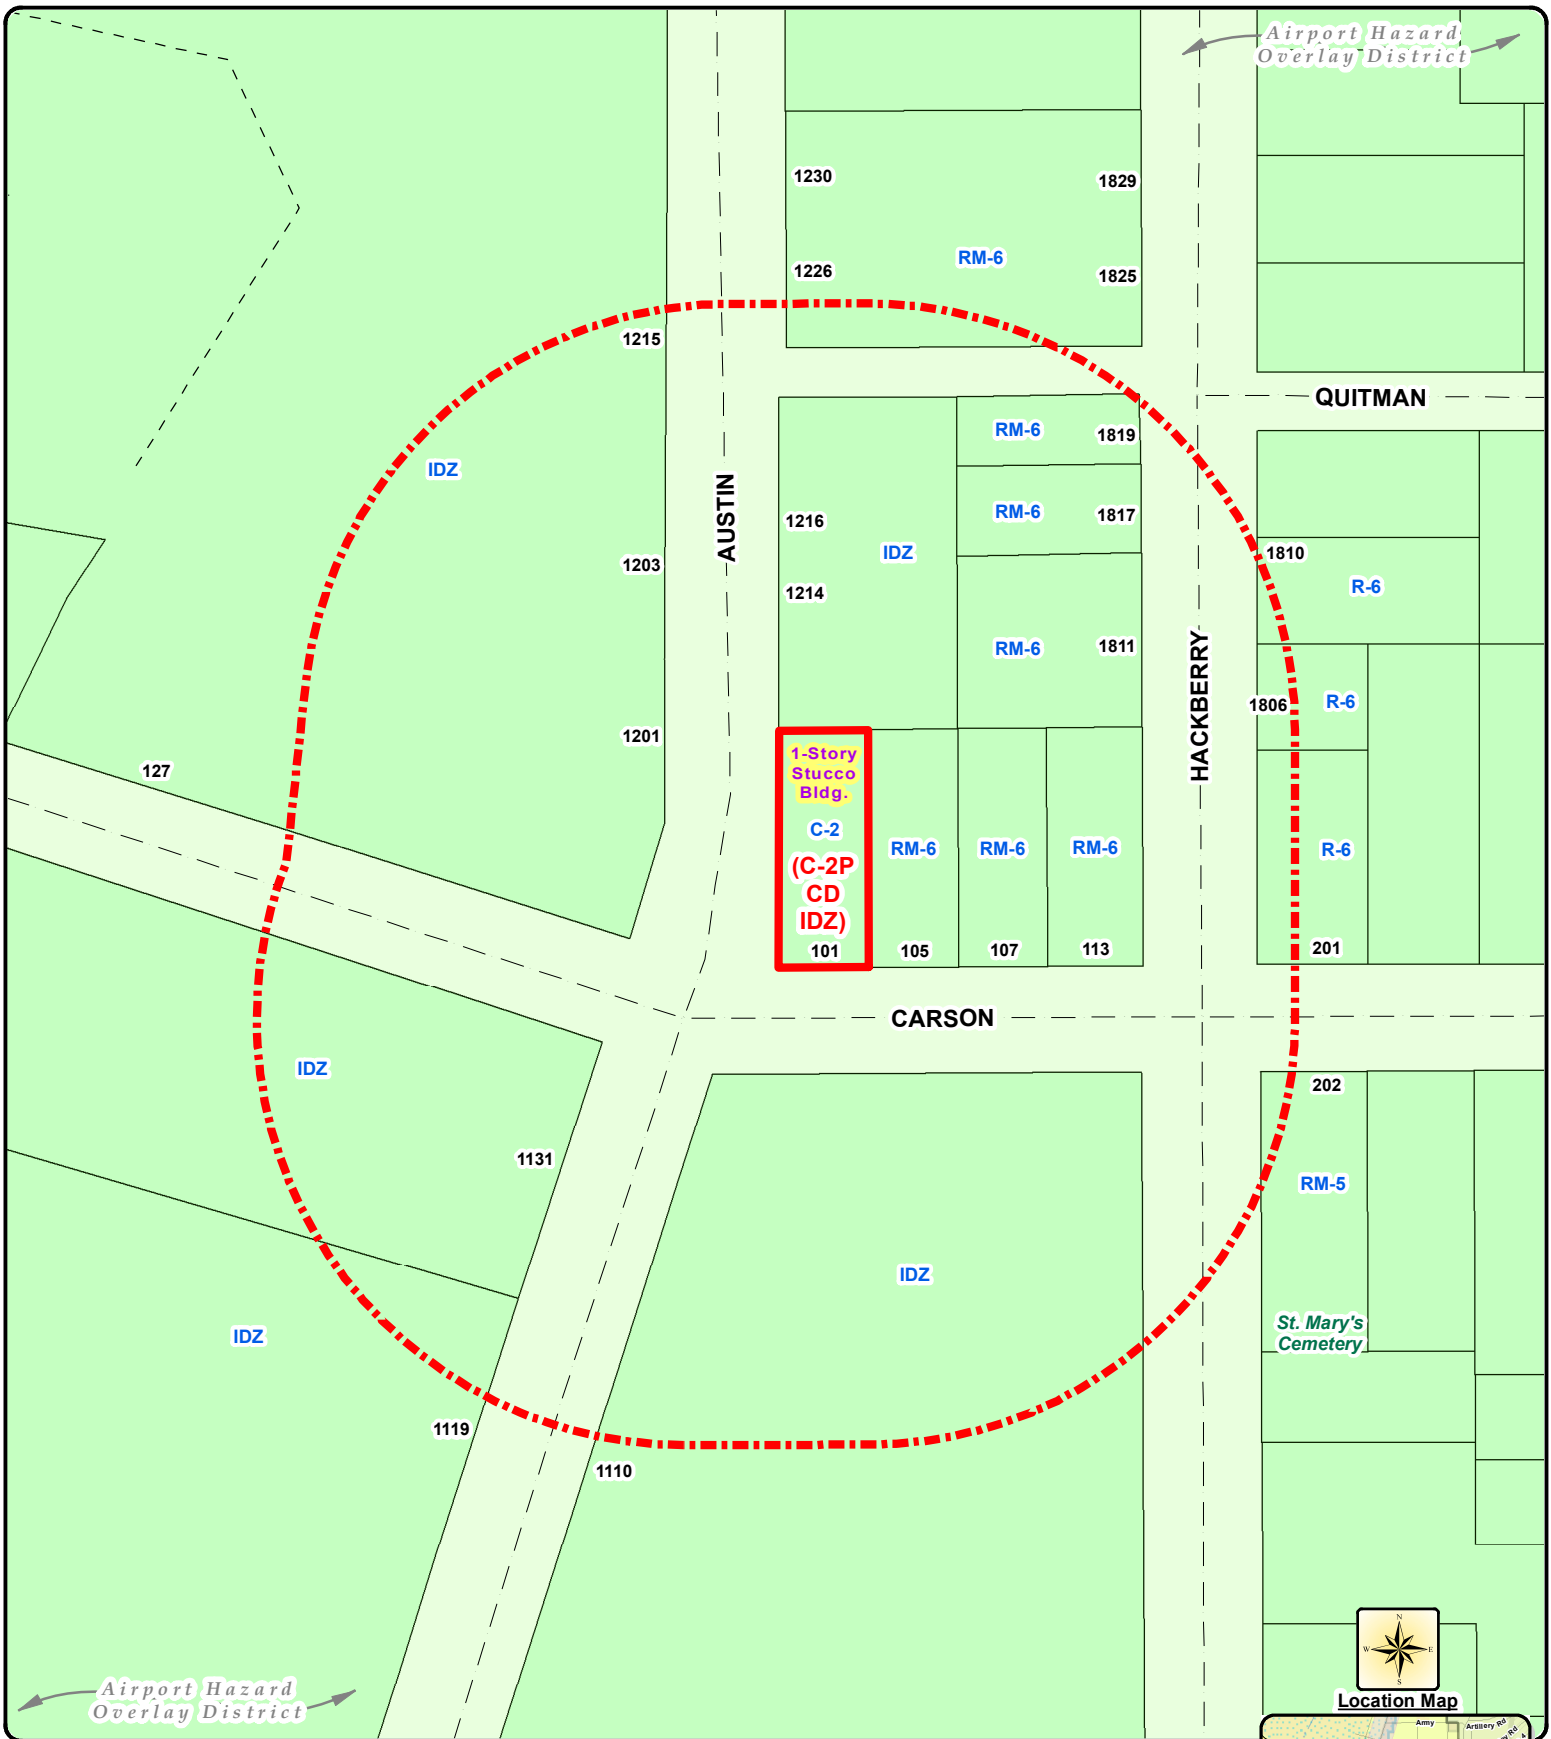 Airport Hazard
Overlay District
1230
1829
RM-6
1226
1825
1215
QUITMAN
RM-6
1819
IDZ
AUSTIN
RM-6
1817
1216
IDZ
1810
1203
R-6
1214
RM-6
1811
HACKBERRY
1806
R-6
1201
127
1-Story
Stucco
Bldg.
C-2
(C-2P
CD
IDZ)
101
RM-6
105
RM-6
107
RM-6
113
R-6
201
CARSON
IDZ
202
1131
RM-5
IDZ
IDZ
St. Mary's
Cemetery
1119
1110
N
W
E
S
Airport Hazard
Overlay District
Location Map
Army
Artillery Rd